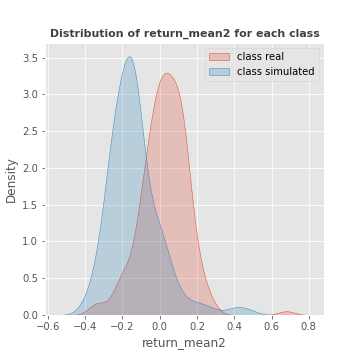 Distribution of return_mean2 for each class
class real
class simulated
3.5
3.0
2.5
2.0
1.5
1.0
0.5
0.0
Density
−0.6 −0.4 −0.2 0.0 0.2 0.4 0.6 0.8
return_mean2